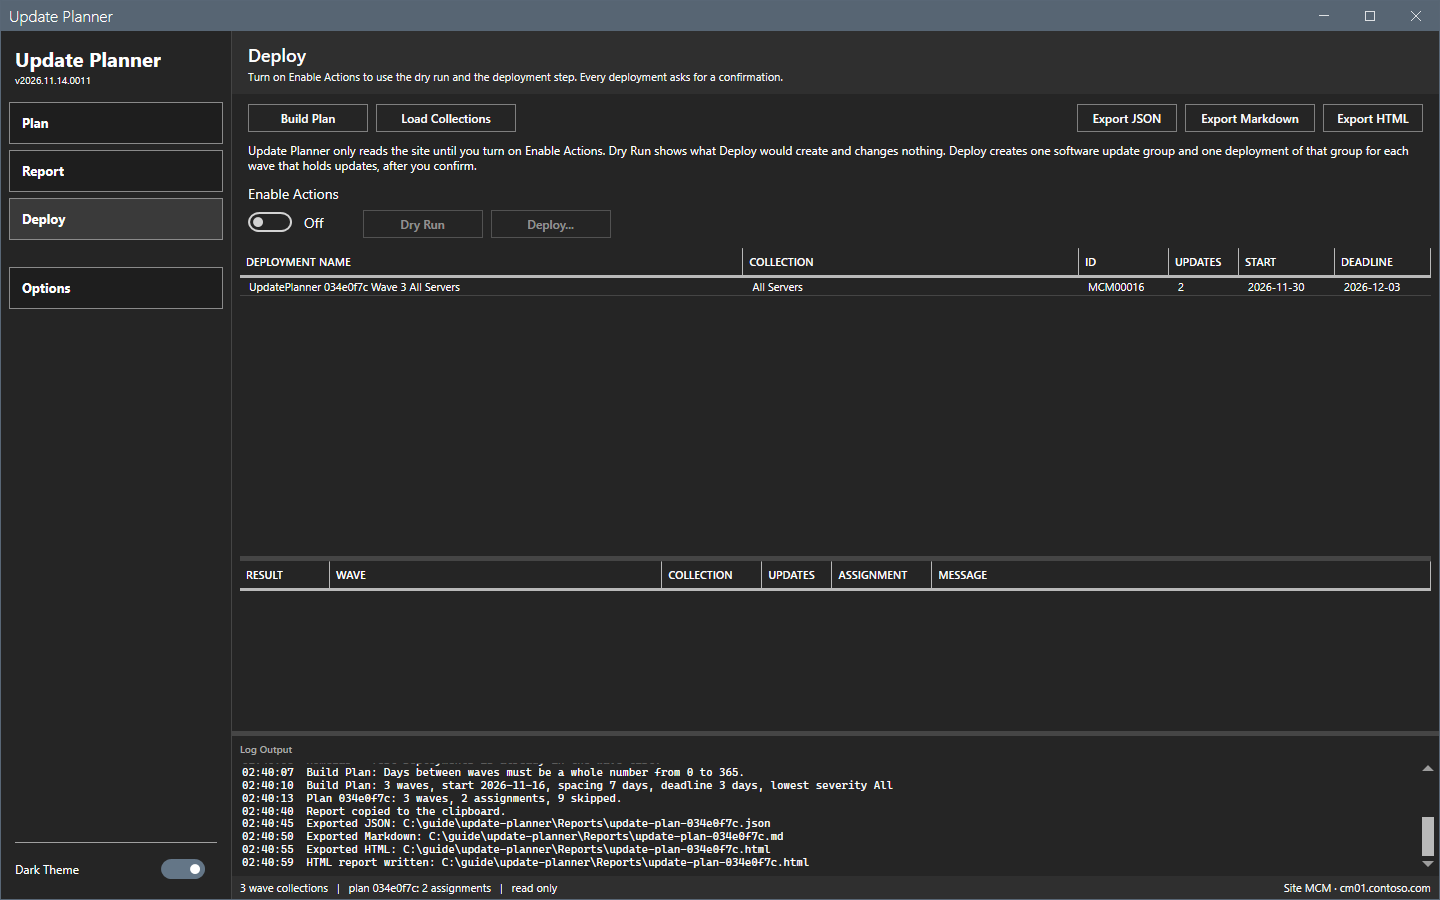 Update Planner
Update Planner
v2026.11.14.0011
Plan
Report
Deploy
Options
Dark Theme
Deploy
Turn on Enable Actions to use the dry run and the deployment step. Every deployment asks for a confirmation.
Build Plan
Load Collections
Export JSON
Export Markdown
Export HTML
Update Planner only reads the site until you turn on Enable Actions. Dry Run shows what Deploy would create and changes nothing. Deploy creates one software update group and one deployment of that group for each
wave that holds updates, after you confirm.
Enable Actions
Off
Dry Run
Deploy...
DEPLOYMENT NAME COLLECTION ID UPDATES START DEADLINE
UpdatePlanner 034e0f7c Wave 3 All Servers All Servers MCM00016 2 2026-11-30 2026-12-03
RESULT WAVE COLLECTION UPDATES ASSIGNMENT MESSAGE
Log Output
02:40:07 Build Plan: Days between waves must be a whole number from 0 to 365.
02:40:10 Build Plan: 3 waves, start 2026-11-16, spacing 7 days, deadline 3 days, lowest severity All
02:40:13 Plan 034e0f7c: 3 waves, 2 assignments, 9 skipped.
02:40:40 Report copied to the clipboard.
02:40:45 Exported JSON: C:\guide\update-planner\Reports\update-plan-034e0f7c.json
02:40:50 Exported Markdown: C:\guide\update-planner\Reports\update-plan-034e0f7c.md
02:40:55 Exported HTML: C:\guide\update-planner\Reports\update-plan-034e0f7c.html
02:40:59 HTML report written: C:\guide\update-planner\Reports\update-plan-034e0f7c.html
3 wave collections | plan 034e0f7c: 2 assignments | read only
Site MCM · cm01.contoso.com